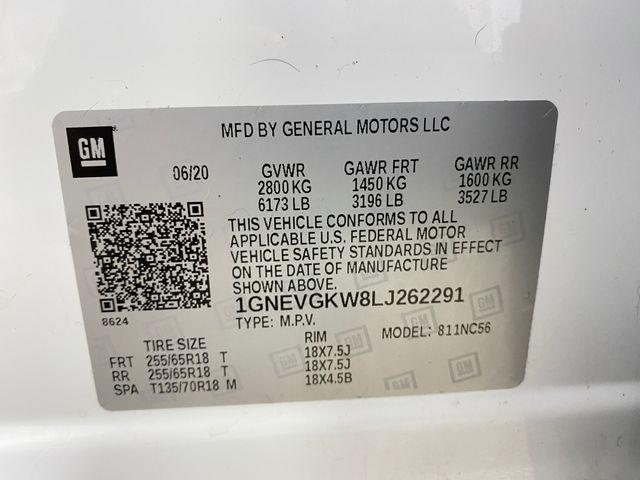 MFD BY GENERAL MOTORS LLC
GM
06/20 GVWR GAWR FRT GAWR RR
2800 KG 1450 KG 1600 KG
6173 LB 3196 LB 3527 LB
THIS VEHICLE CONFORMS TO ALL
APPLICABLE U.S. FEDERAL MOTOR
VEHICLE SAFETY STANDARDS IN EFFECT
ON THE DATE OF MANUFACTURE
SHOWN ABOVE.
8624
1GNEVGKW8LJ262291
TYPE: M.P.V. MODEL: 811NC56
TIRE SIZE RIM
FRT 255/65R18 T 18X7.5J
RR 255/65R18 T 18X7.5J
SPA T135/70R18 M 18X4.5B